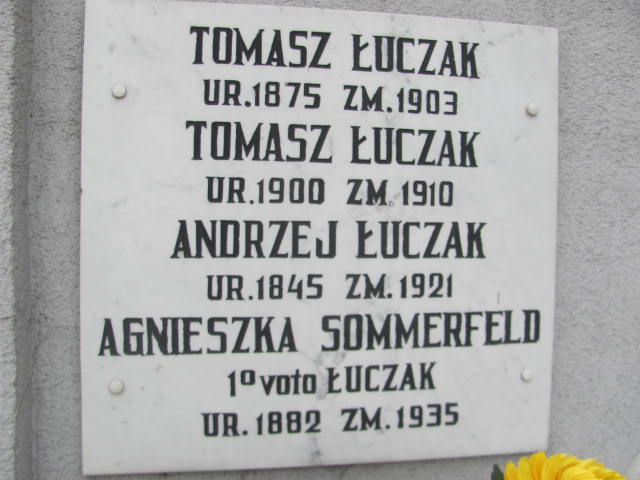 TOMASZ ŁUCZAK
UR.1875 ZM.1903
TOMASZ ŁUCZAK
UR.1900 ZM.1910
ANDRZEJ ŁUCZAK
UR.1845 ZM.1921
AGNIESZKA SOMMERFELD
1º voto ŁUCZAK
UR.1882 ZM.1935